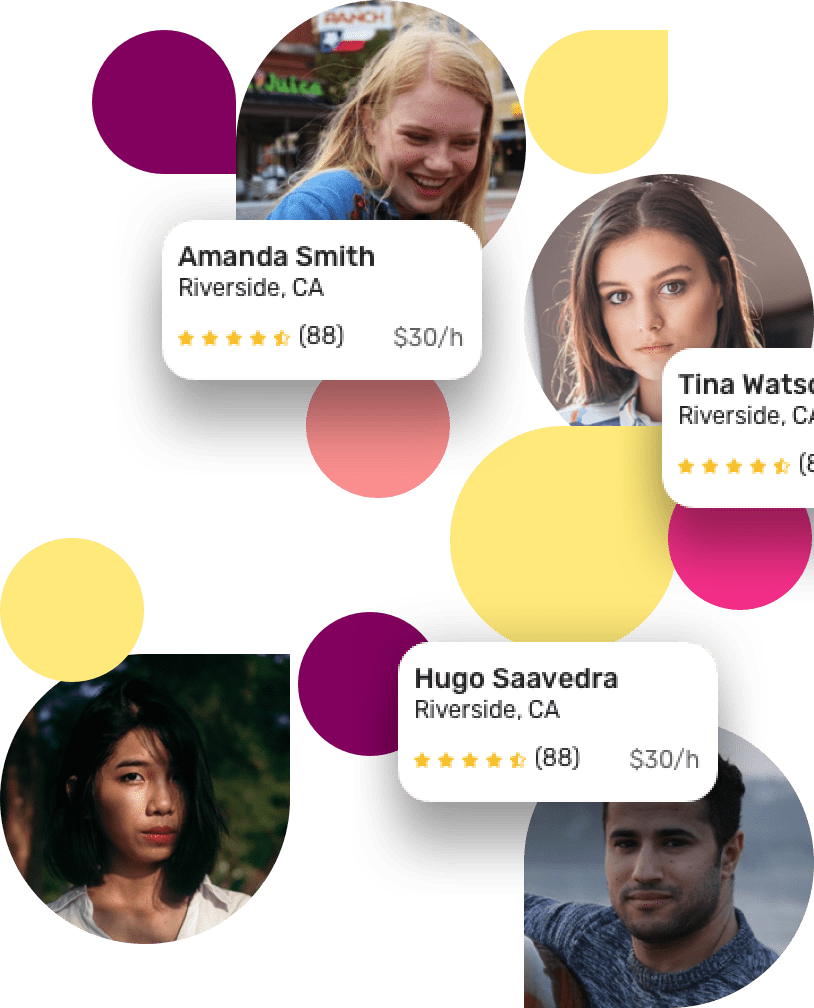 RANCH
Juice
Amanda Smith
Riverside, CA
(88)
$30/h
Tina Watso
Riverside, CA
(8
Hugo Saavedra
Riverside, CA
(88)
$30/h